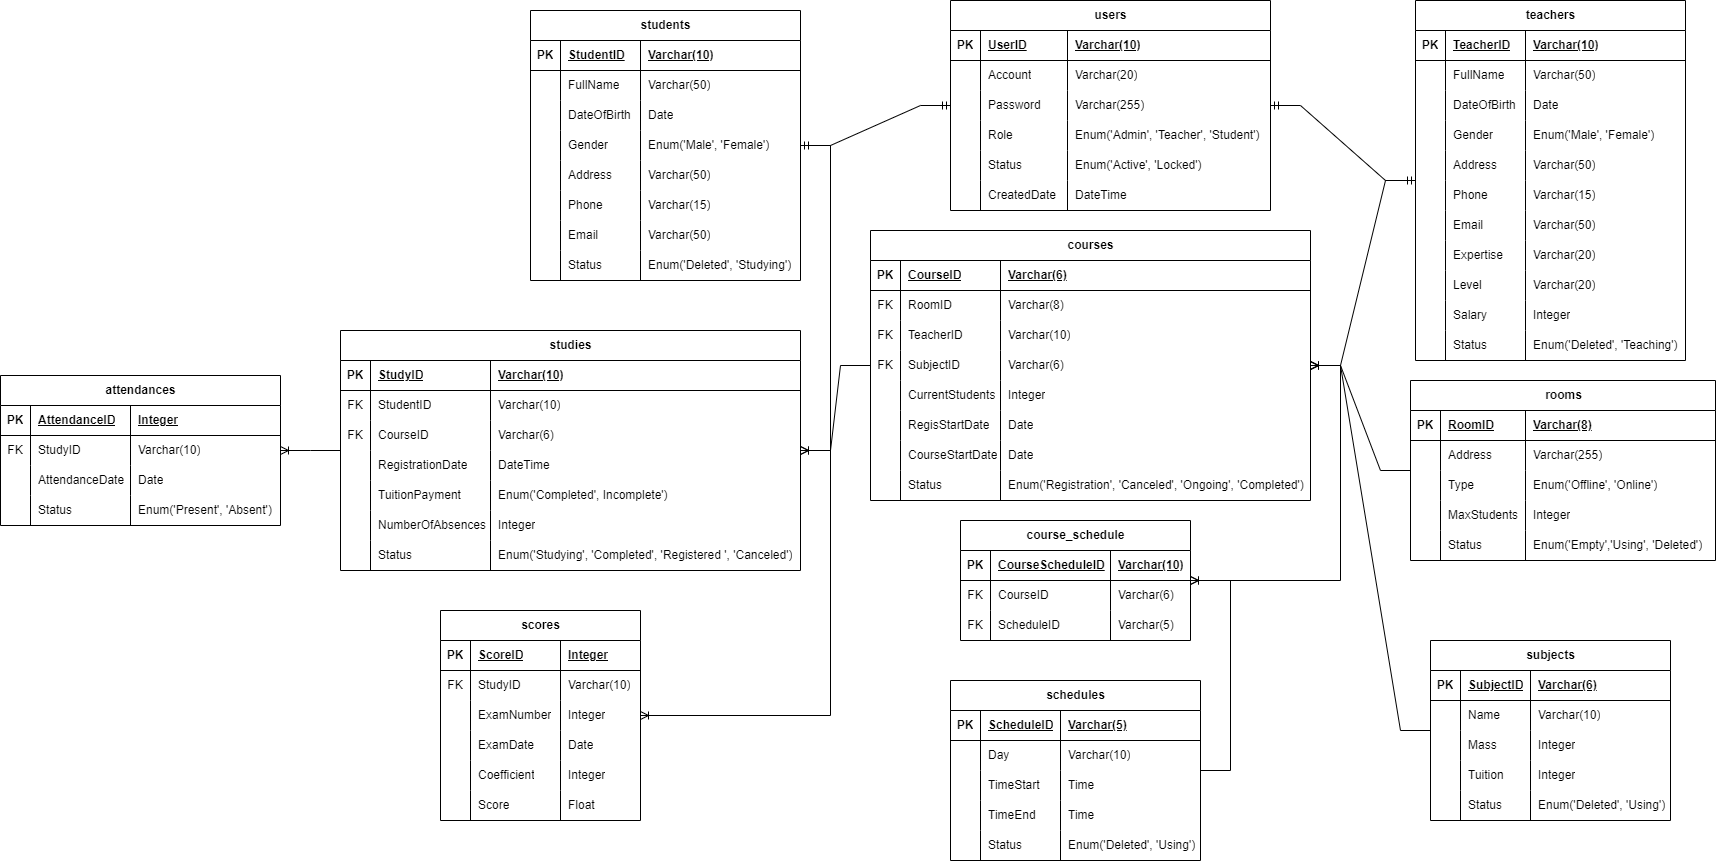 students
PK StudentID Varchar(10)
FullName Varchar(50)
DateOfBirth Date
Gender Enum('Male', 'Female')
Address Varchar(50)
Phone Varchar(15)
Email Varchar(50)
Status Enum('Deleted', 'Studying')
users
PK UserID Varchar(10)
Account Varchar(20)
Password Varchar(255)
Role Enum('Admin', 'Teacher', 'Student')
Status Enum('Active', 'Locked')
CreatedDate DateTime
teachers
PK TeacherID Varchar(10)
FullName Varchar(50)
DateOfBirth Date
Gender Enum('Male', 'Female')
Address Varchar(50)
Phone Varchar(15)
Email Varchar(50)
Expertise Varchar(20)
Level Varchar(20)
Salary Integer
Status Enum('Deleted', 'Teaching')
courses
PK CourseID Varchar(6)
FK RoomID Varchar(8)
FK TeacherID Varchar(10)
FK SubjectID Varchar(6)
CurrentStudents Integer
RegisStartDate Date
CourseStartDate Date
Status Enum('Registration', 'Canceled', 'Ongoing', 'Completed')
studies
PK StudyID Varchar(10)
FK StudentID Varchar(10)
FK CourseID Varchar(6)
RegistrationDate DateTime
TuitionPayment Enum('Completed', Incomplete')
NumberOfAbsences Integer
Status Enum('Studying', 'Completed', 'Registered ', 'Canceled')
attendances
PK AttendanceID Integer
FK StudyID Varchar(10)
AttendanceDate Date
Status Enum('Present', 'Absent')
rooms
PK RoomID Varchar(8)
Address Varchar(255)
Type Enum('Offline', 'Online')
MaxStudents Integer
Status Enum('Empty','Using', 'Deleted')
course_schedule
PK CourseScheduleID Varchar(10)
FK CourseID Varchar(6)
FK ScheduleID Varchar(5)
scores
PK ScoreID Integer
FK StudyID Varchar(10)
ExamNumber Integer
ExamDate Date
Coefficient Integer
Score Float
schedules
PK ScheduleID Varchar(5)
Day Varchar(10)
TimeStart Time
TimeEnd Time
Status Enum('Deleted', 'Using')
subjects
PK SubjectID Varchar(6)
Name Varchar(10)
Mass Integer
Tuition Integer
Status Enum('Deleted', 'Using')